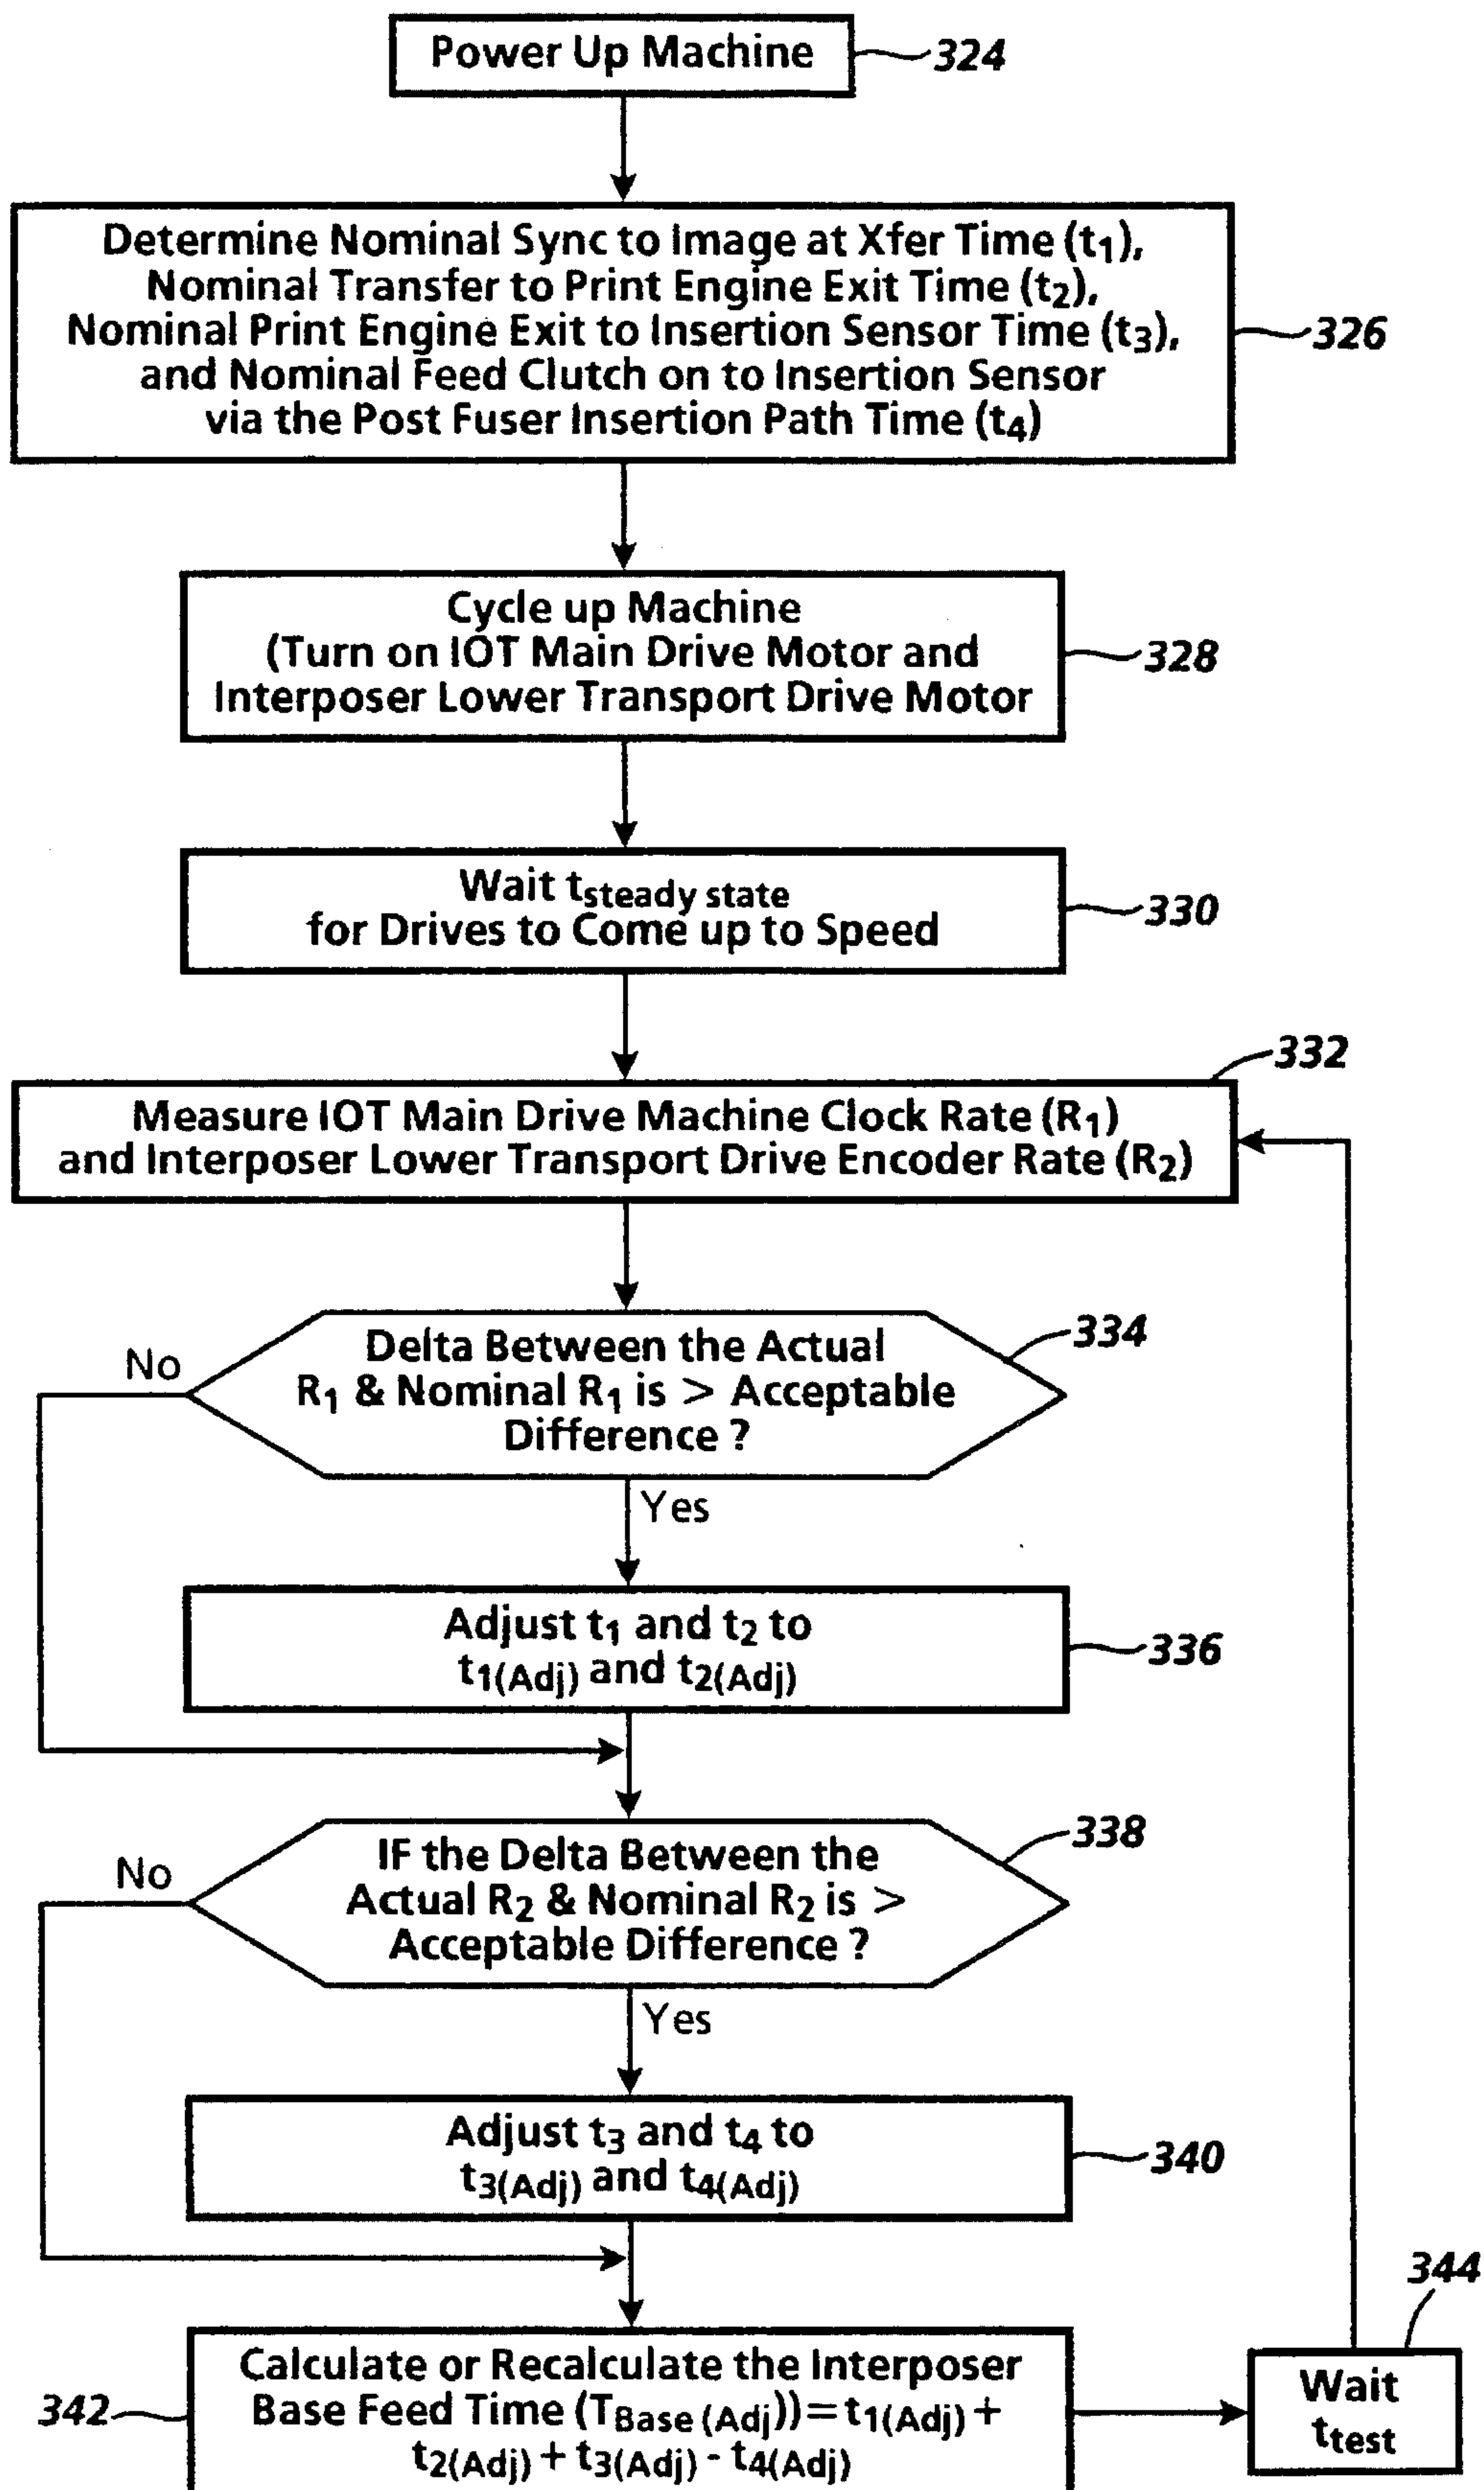 Power Up Machine
324
Determine Nominal Sync to Image at Xfer Time (t1),
Nominal Transfer to Print Engine Exit Time (t2),
Nominal Print Engine Exit to Insertion Sensor Time (t3),
and Nominal Feed Clutch on to Insertion Sensor
via the Post Fuser Insertion Path Time (t4)
326
Cycle up Machine
(Turn on IOT Main Drive Motor and
Interposer Lower Transport Drive Motor
328
Wait tsteady state
for Drives to Come up to Speed
330
332
Measure IOT Main Drive Machine Clock Rate (R1)
and Interposer Lower Transport Drive Encoder Rate (R2)
334
Delta Between the Actual
R1 & Nominal R1 is > Acceptable
Difference ?
No
Yes
Adjust t1 and t2 to
t1(Adj) and t2(Adj)
336
338
IF the Delta Between the
Actual R2 & Nominal R2 is >
Acceptable Difference ?
No
Yes
Adjust t3 and t4 to
t3(Adj) and t4(Adj)
340
342
Calculate or Recalculate the Interposer
Base Feed Time (TBase (Adj))=t1(Adj)+
t2(Adj)+t3(Adj) - t4(Adj)
344
Wait
ttest